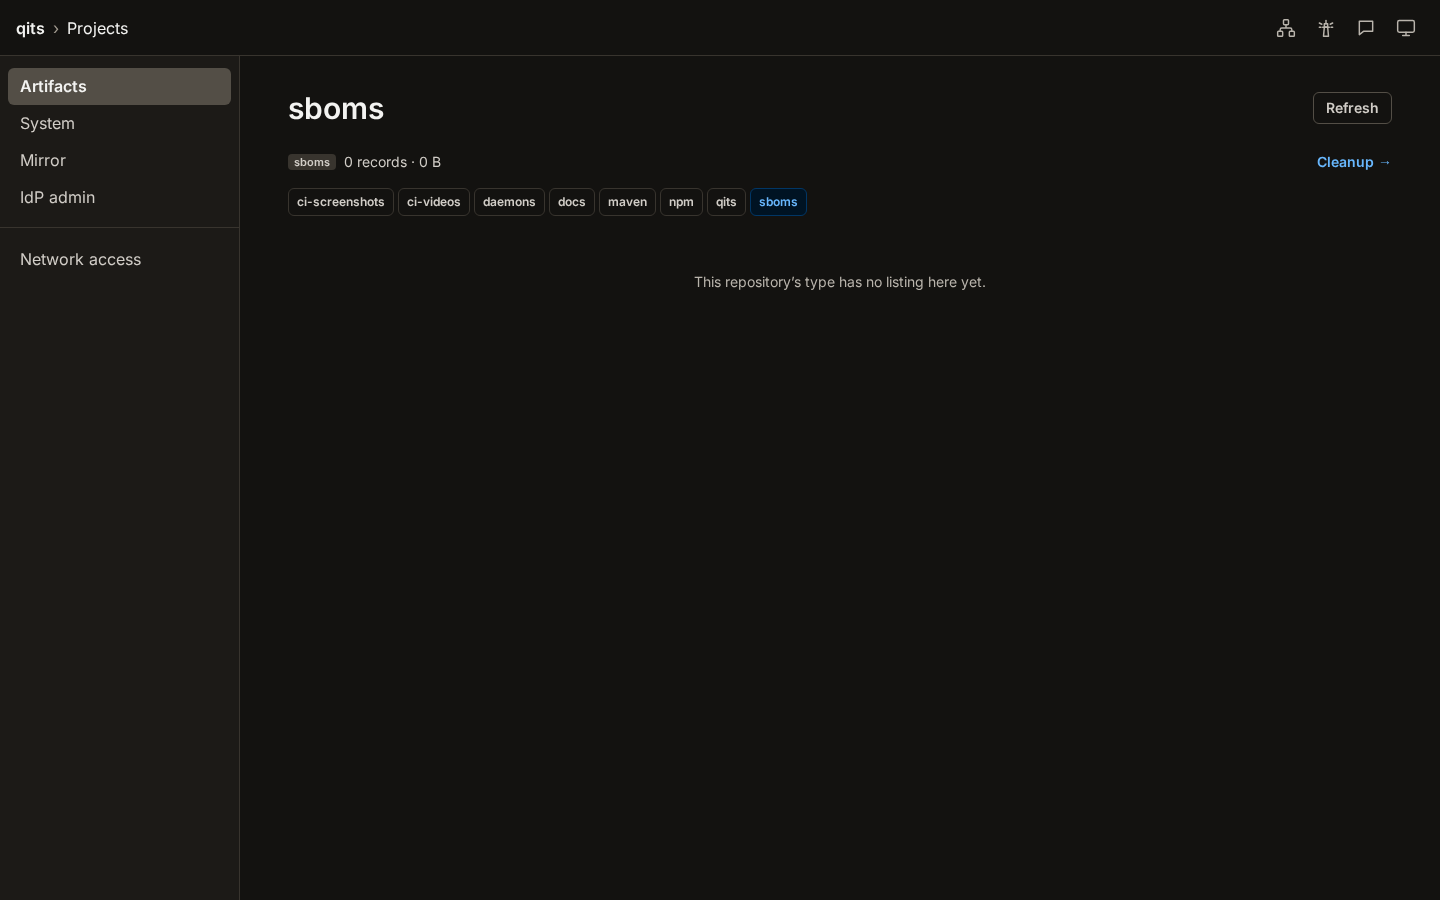 qits › Projects
Artifacts
System
Mirror
IdP admin
Network access
sboms
Refresh
sboms 0 records · 0 B
Cleanup →
ci-screenshots ci-videos daemons docs maven npm qits sboms
This repository’s type has no listing here yet.